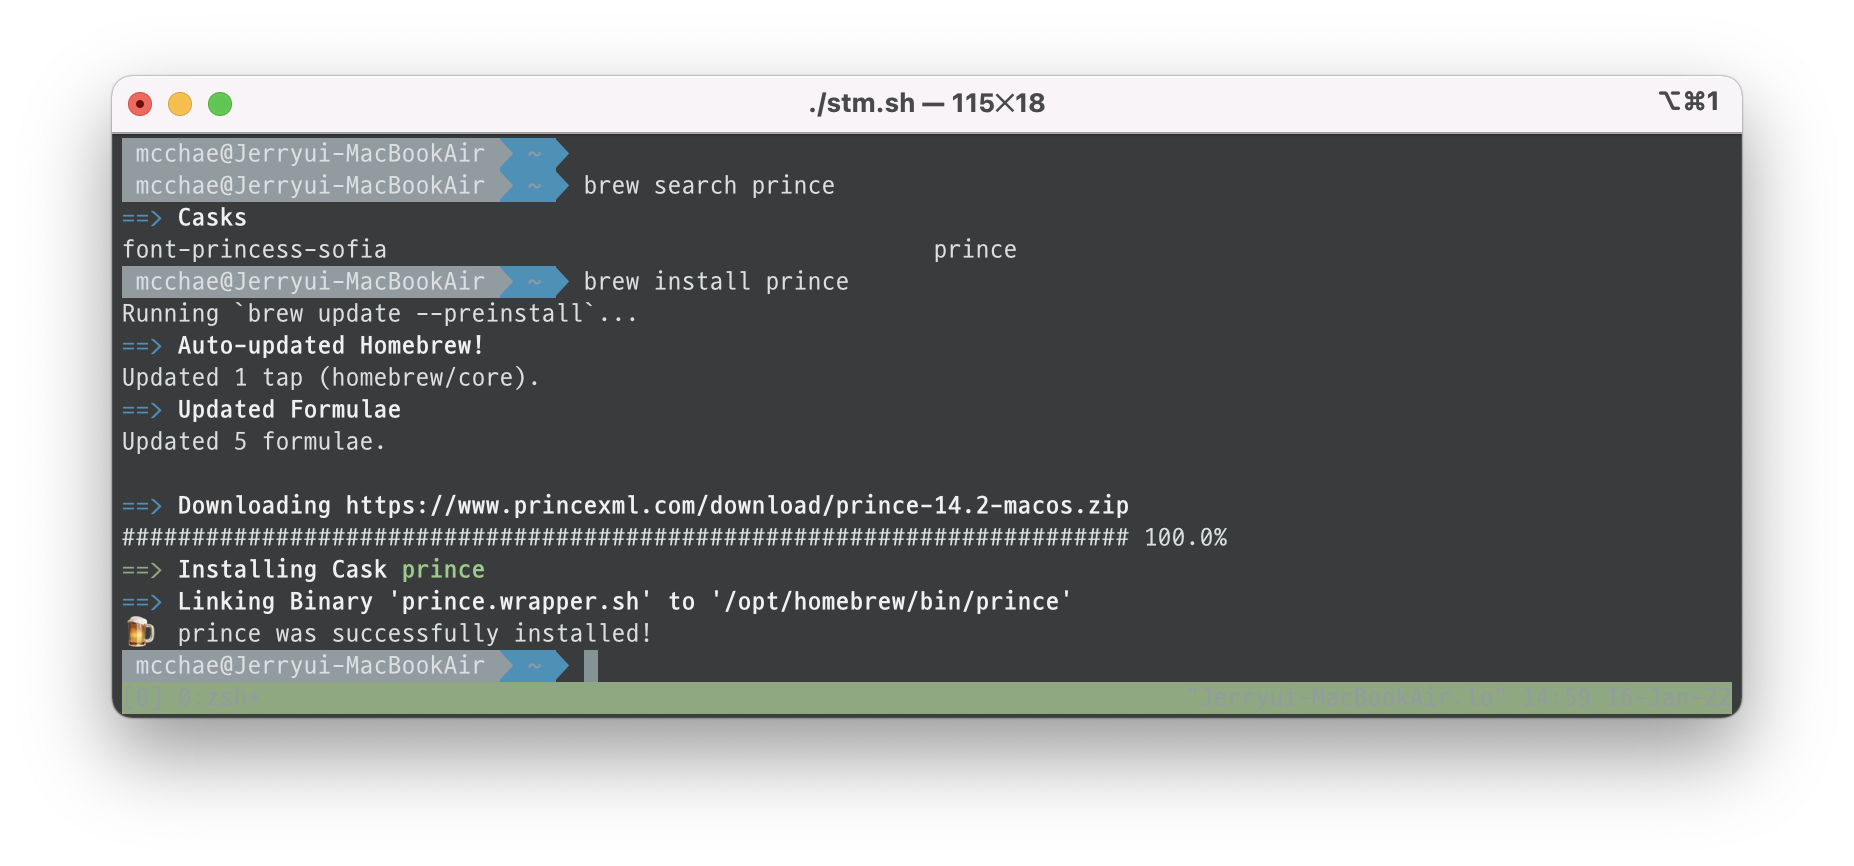 ./stm.sh — 115✕18
⌥⌘1
mcchae@Jerryui-MacBookAir ~
mcchae@Jerryui-MacBookAir ~ brew search prince
==> Casks
font-princess-sofia prince
mcchae@Jerryui-MacBookAir ~ brew install prince
Running `brew update --preinstall`...
==> Auto-updated Homebrew!
Updated 1 tap (homebrew/core).
==> Updated Formulae
Updated 5 formulae.
==> Downloading https://www.princexml.com/download/prince-14.2-macos.zip
######################################################################## 100.0%
==> Installing Cask prince
==> Linking Binary 'prince.wrapper.sh' to '/opt/homebrew/bin/prince'
🍺 prince was successfully installed!
mcchae@Jerryui-MacBookAir ~
[0] 0:zsh* "Jerryui-MacBookAir.lo" 14:58 16-Jan-22